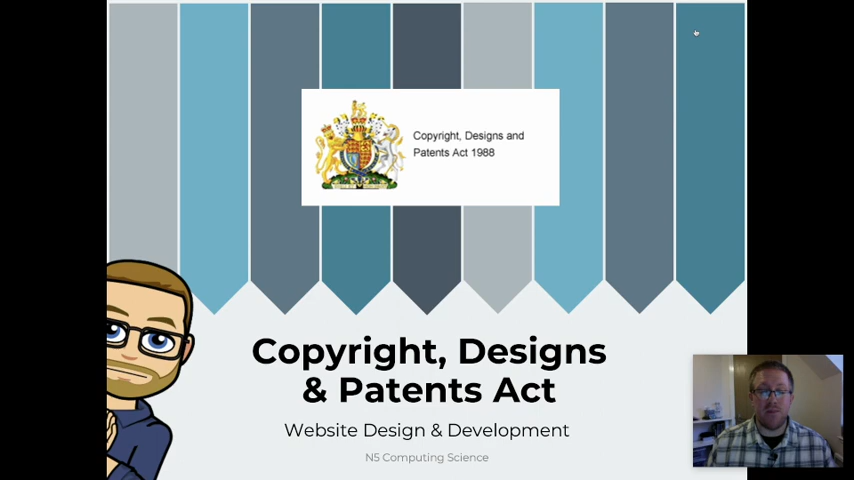 Copyright, Designs and
Patents Act 1988
Copyright, Designs
& Patents Act
Website Design & Development
N5 Computing Science